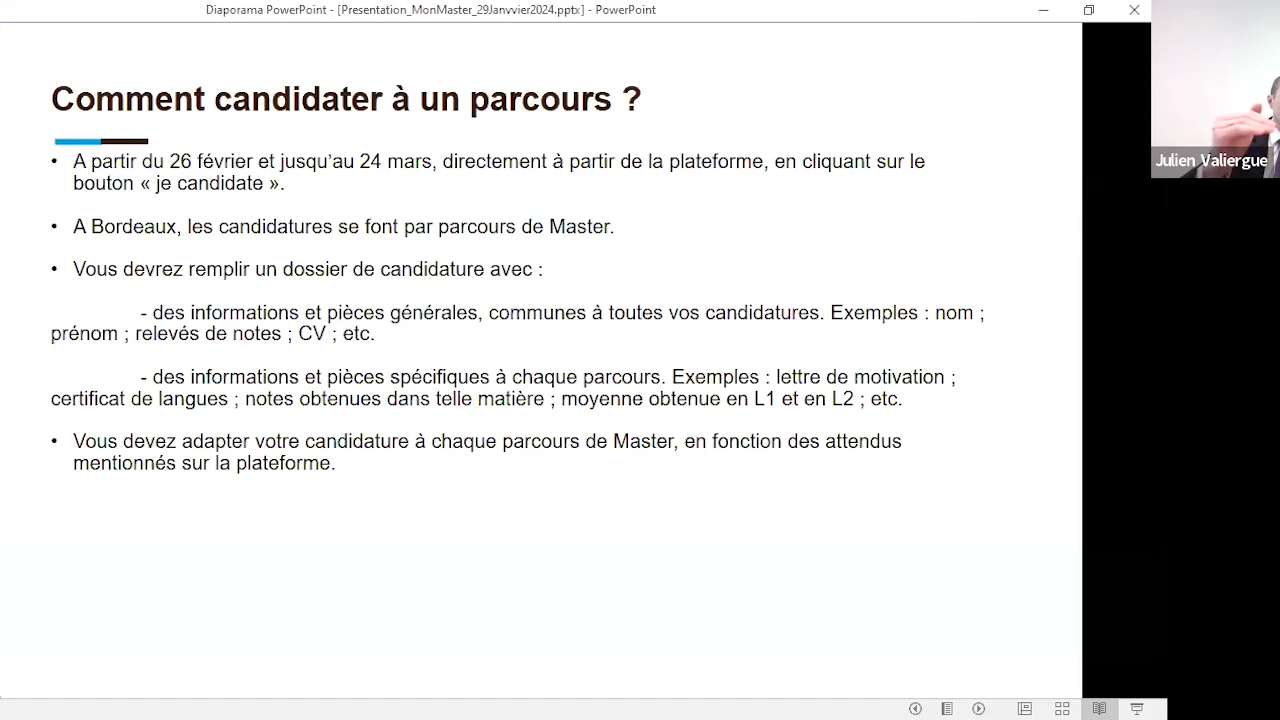 Diaporama PowerPoint - [Presentation_MonMaster_29Janvvier2024.pptx] - PowerPoint
Comment candidater à un parcours ?
• A partir du 26 février et jusqu’au 24 mars, directement à partir de la plateforme, en cliquant sur le
bouton « je candidate ».
• A Bordeaux, les candidatures se font par parcours de Master.
• Vous devrez remplir un dossier de candidature avec :
- des informations et pièces générales, communes à toutes vos candidatures. Exemples : nom ;
prénom ; relevés de notes ; CV ; etc.
- des informations et pièces spécifiques à chaque parcours. Exemples : lettre de motivation ;
certificat de langues ; notes obtenues dans telle matière ; moyenne obtenue en L1 et en L2 ; etc.
• Vous devez adapter votre candidature à chaque parcours de Master, en fonction des attendus
mentionnés sur la plateforme.
Julien Valiergue